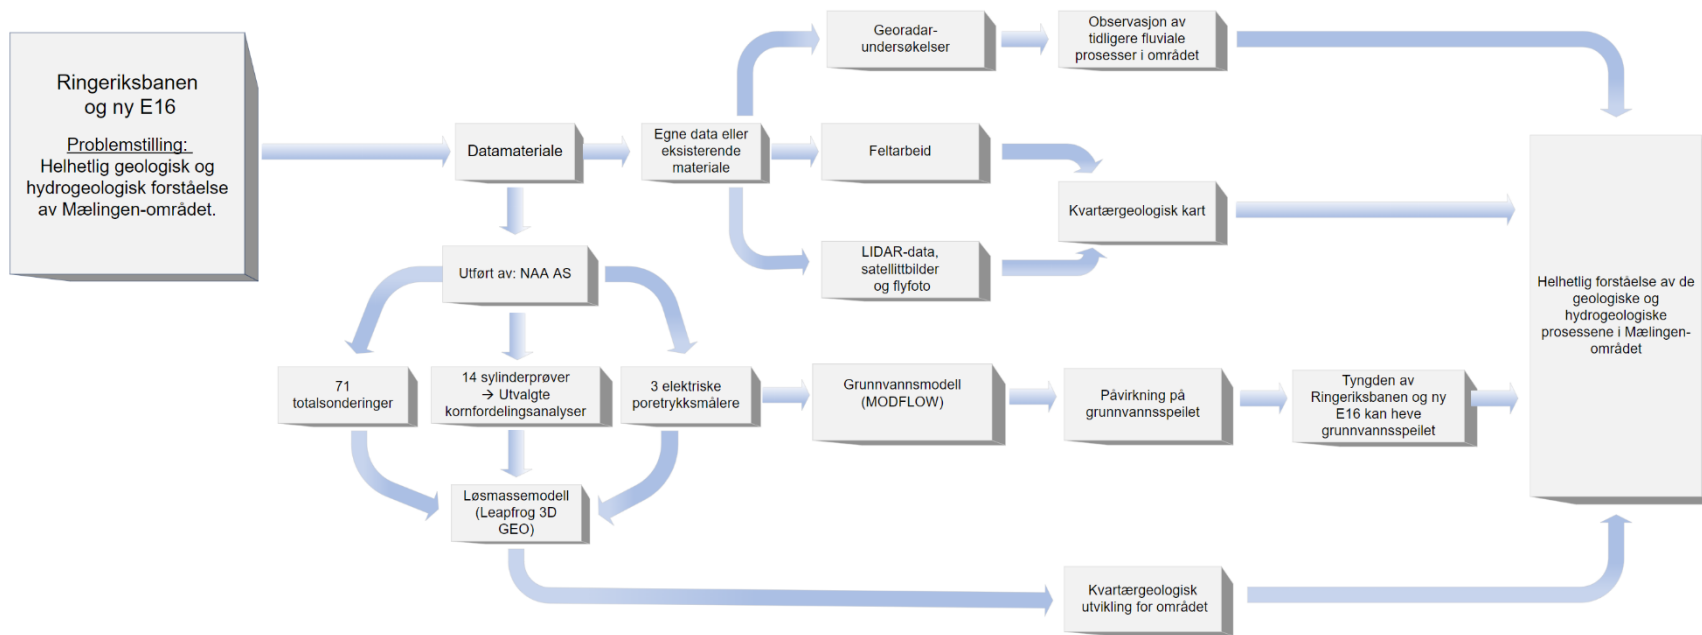 Ringeriksbanen
og ny E16
Problemstilling:
Helhetlig geologisk og
hydrogeologisk forståelse
av Mælingen-området.
Datamateriale
Egne data eller
eksisterende
materiale
Georadar-
undersøkelser
Observasjon av
tidligere fluviale
prosesser i området
Feltarbeid
LIDAR-data,
satellittbilder
og flyfoto
Kvartærgeologisk kart
Utført av: NAA AS
71
totalsonderinger
14 sylinderprøver
→ Utvalgte
kornfordelingsanalyser
3 elektriske
poretrykksmålere
Grunnvannsmodell
(MODFLOW)
Påvirkning på
grunnvannsspeilet
Tyngden av
Ringeriksbanen og ny
E16 kan heve
grunnvannsspeilet
Løsmassemodell
(Leapfrog 3D
GEO)
Kvartærgeologisk
utvikling for området
Helhetlig forståelse av de
geologiske og
hydrogeologiske
prosessene i Mælingen-
området